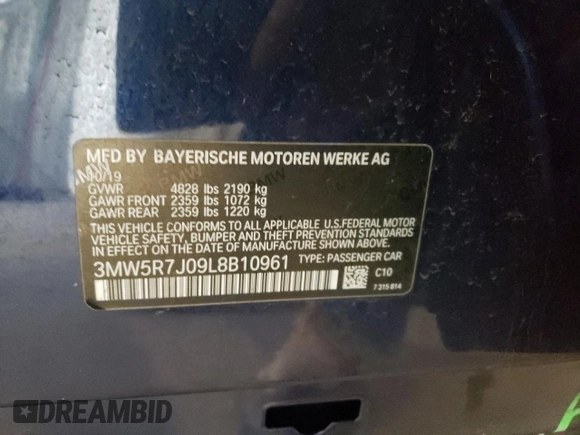 MFD BY BAYERISCHE MOTOREN WERKE AG
10/19
GVWR 4828 lbs 2190 kg
GAWR FRONT 2359 lbs 1072 kg
GAWR REAR 2359 lbs 1220 kg
THIS VEHICLE CONFORMS TO ALL APPLICABLE U.S.FEDERAL MOTOR
VEHICLE SAFETY, BUMPER AND THEFT PREVENTION STANDARDS
IN EFFECT ON THE DATE OF MANUFACTURE SHOWN ABOVE.
3MW5R7J09L8B10961 TYPE: PASSENGER CAR
C10
7 315 814
DREAMBID